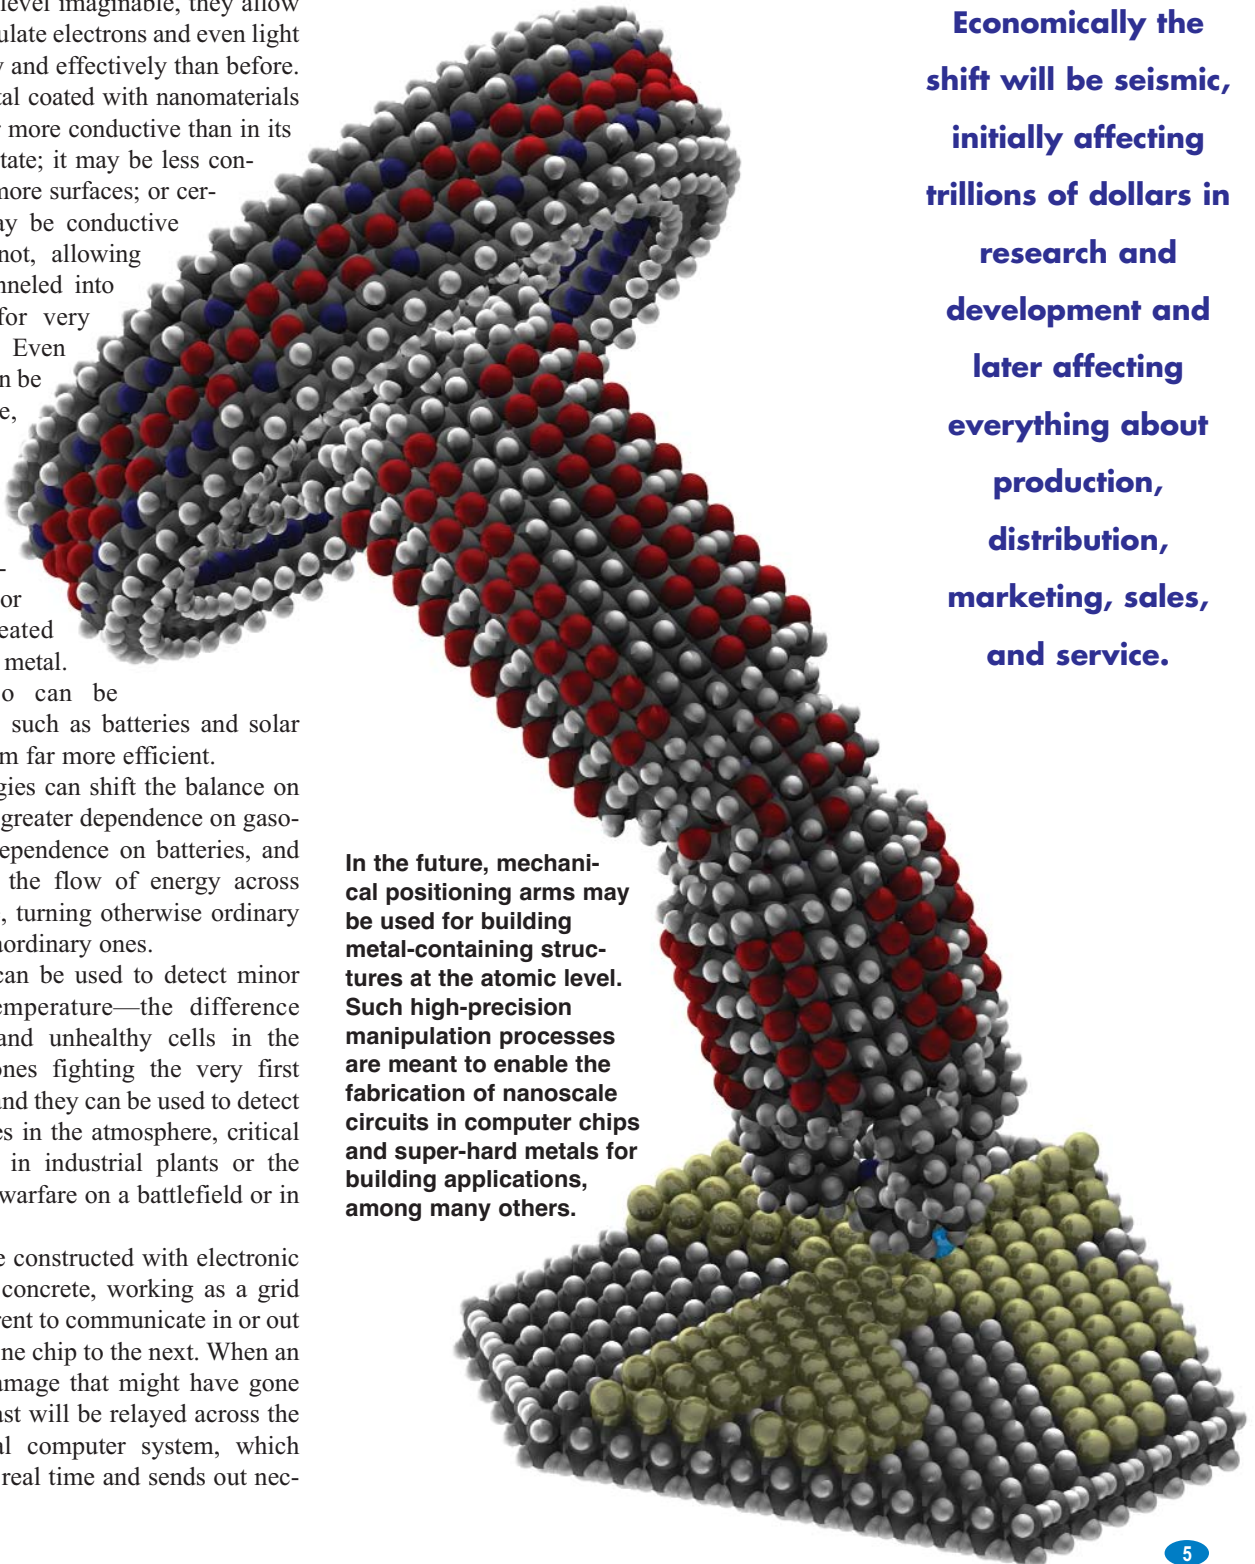 level imaginable, they allow
ulate electrons and even light
and effectively than before.
tal coated with nanomaterials
more conductive than in its
tate; it may be less con-
more surfaces; or cer-
ay be conductive
not, allowing
nneled into
for very
Even
n be
e,
-
or
eated
metal.
o can be
such as batteries and solar
m far more efficient.
gies can shift the balance on
greater dependence on gaso-
ependence on batteries, and
the flow of energy across
, turning otherwise ordinary
aordinary ones.
can be used to detect minor
emperature—the difference
and unhealthy cells in the
ones fighting the very first
and they can be used to detect
es in the atmosphere, critical
in industrial plants or the
warfare on a battlefield or in
e constructed with electronic
concrete, working as a grid
rent to communicate in or out
ne chip to the next. When an
amage that might have gone
ast will be relayed across the
al computer system, which
real time and sends out nec-
In the future, mechani-
cal positioning arms may
be used for building
metal-containing struc-
tures at the atomic level.
Such high-precision
manipulation processes
are meant to enable the
fabrication of nanoscale
circuits in computer chips
and super-hard metals for
building applications,
among many others.
Economically the
shift will be seismic,
initially affecting
trillions of dollars in
research and
development and
later affecting
everything about
production,
distribution,
marketing, sales,
and service.
5